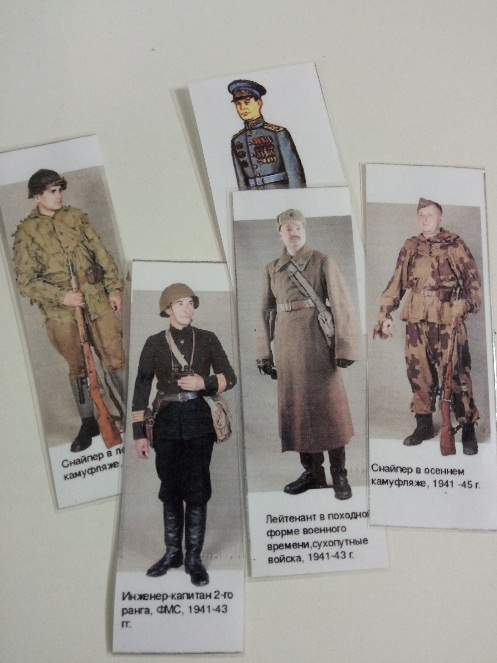 Снайпер в
камуфляже,
Инженер-капитан 2-го
ранга, ФМС, 1941-43
гг.
Лейтенант в походной
форме военного
времени,сухопутные
войска, 1941-43 г.
Снайпер в осеннем
камуфляже, 1941 -45 г.